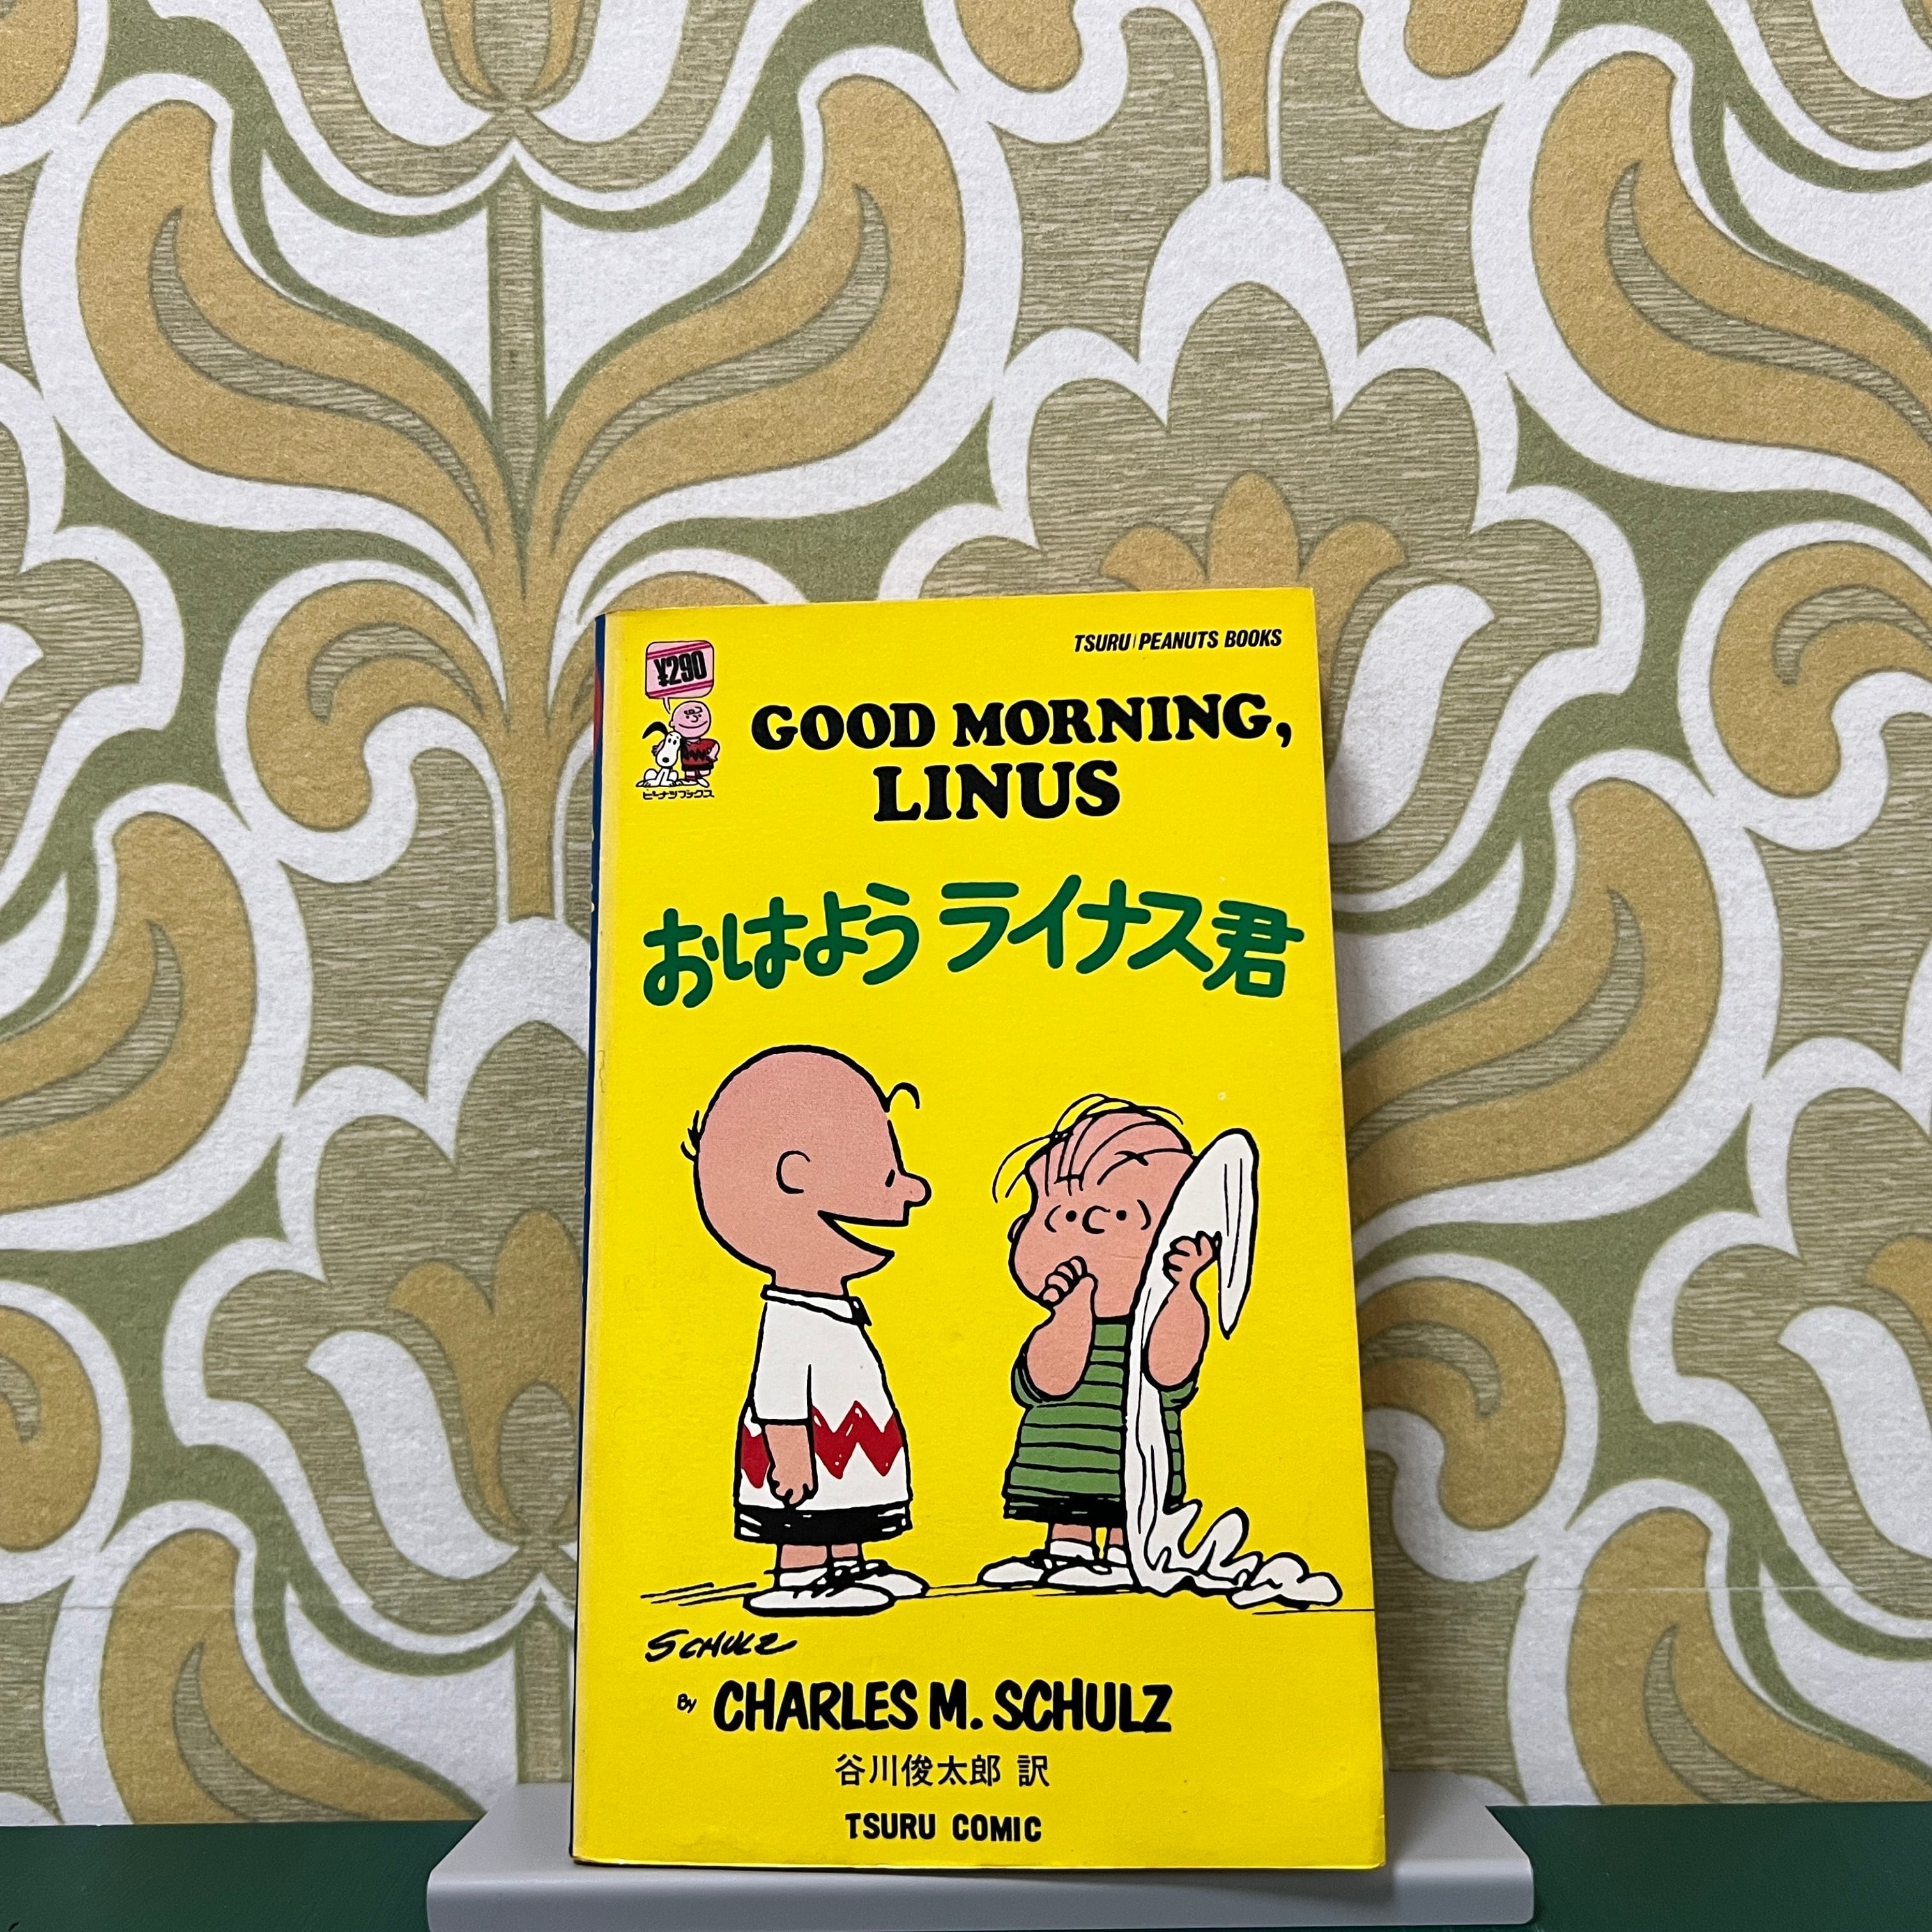 TSURU PEANUTS BOOKS
¥290
ピーナツブックス
GOOD MORNING,
LINUS
おはようライナス君
SCHULZ
By CHARLES M. SCHULZ
谷川俊太郎 訳
TSURU COMIC